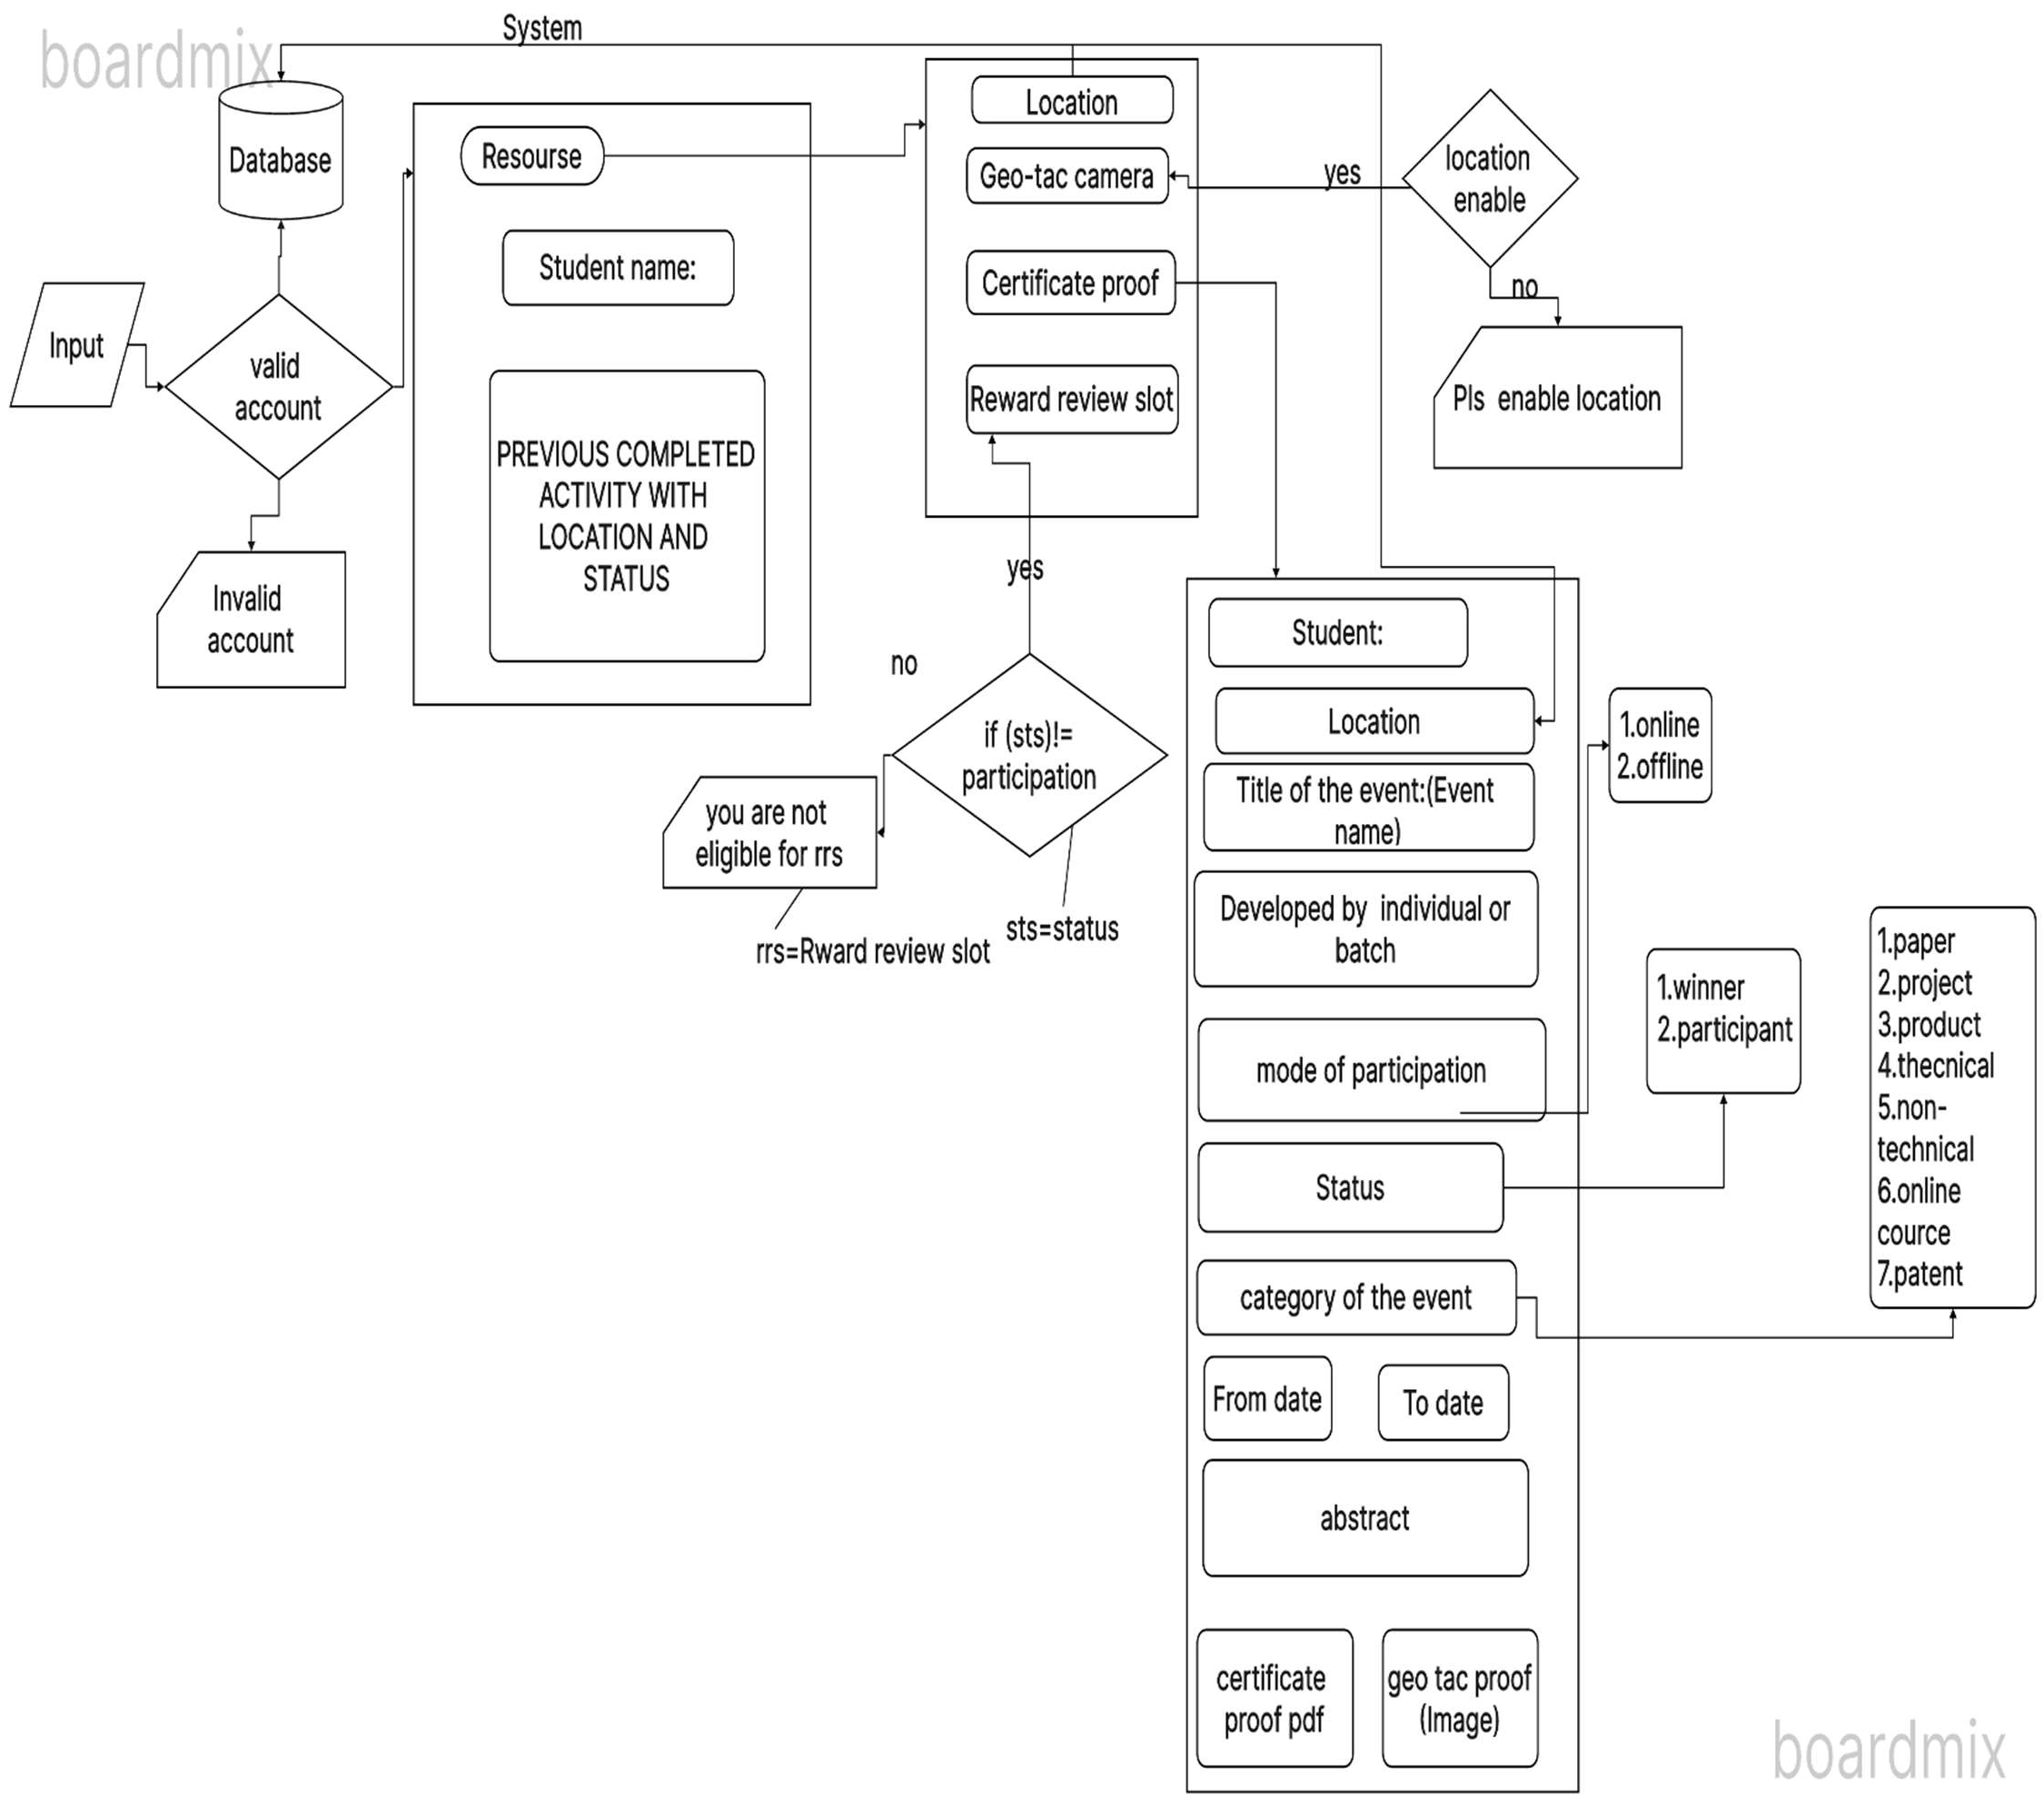 boardmix
System
Database
Input
valid
account
Invalid
account
Resourse
Student name:
PREVIOUS COMPLETED
ACTIVITY WITH
LOCATION AND
STATUS
Location
Geo-tac camera
Certificate proof
Reward review slot
yes
location
enable
no
Pls enable location
yes
no
if (sts)!=
participation
you are not
eligible for rrs
rrs=Rward review slot
sts=status
Student:
Location
Title of the event:(Event
name)
Developed by individual or
batch
mode of participation
Status
category of the event
From date
To date
abstract
certificate
proof pdf
geo tac proof
(Image)
1.online
2.offline
1.winner
2.participant
1.paper
2.project
3.product
4.thecnical
5.non-
technical
6.online
cource
7.patent
boardmix